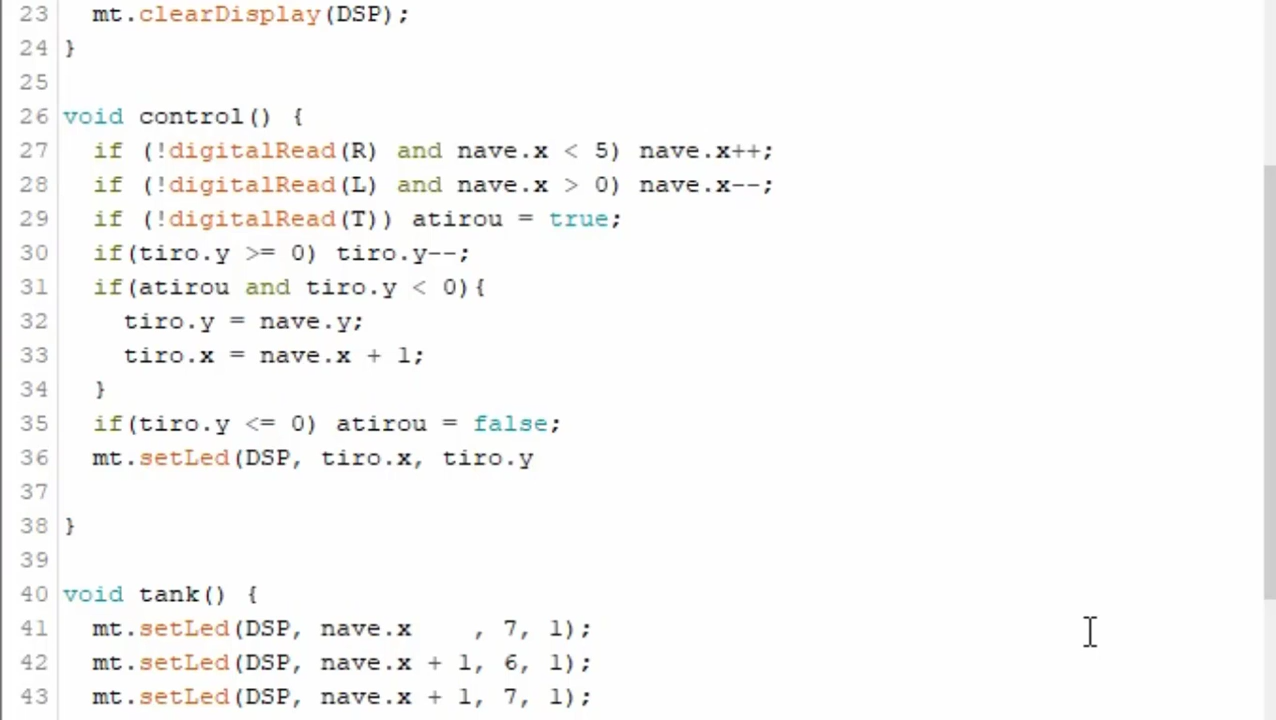 23 mt.clearDisplay(DSP);
24 }
25
26 void control() {
27 if (!digitalRead(R) and nave.x < 5) nave.x++;
28 if (!digitalRead(L) and nave.x > 0) nave.x--;
29 if (!digitalRead(T)) atirou = true;
30 if(tiro.y >= 0) tiro.y--;
31 if(atirou and tiro.y < 0){
32 tiro.y = nave.y;
33 tiro.x = nave.x + 1;
34 }
35 if(tiro.y <= 0) atirou = false;
36 mt.setLed(DSP, tiro.x, tiro.y
37
38 }
39
40 void tank() {
41 mt.setLed(DSP, nave.x    , 7, 1);
42 mt.setLed(DSP, nave.x + 1, 6, 1);
43 mt.setLed(DSP, nave.x + 1, 7, 1);